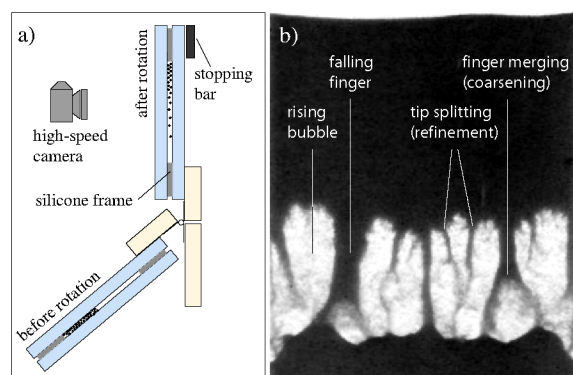 a)
after rotation
stopping
bar
high-speed
camera
silicone frame
before rotation
b)
falling
finger
finger merging
(coarsening)
rising
bubble
tip splitting
(refinement)